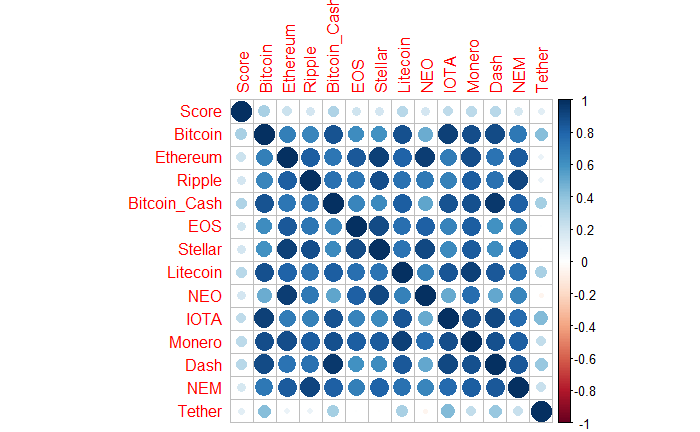 Score
Bitcoin
Ethereum
Ripple
Bitcoin_Cash
EOS
Stellar
Litecoin
NEO
IOTA
Monero
Dash
NEM
Tether
Score
Bitcoin
Ethereum
Ripple
Bitcoin_Cash
EOS
Stellar
Litecoin
NEO
IOTA
Monero
Dash
NEM
Tether
1
0.8
0.6
0.4
0.2
0
-0.2
-0.4
-0.6
-0.8
-1